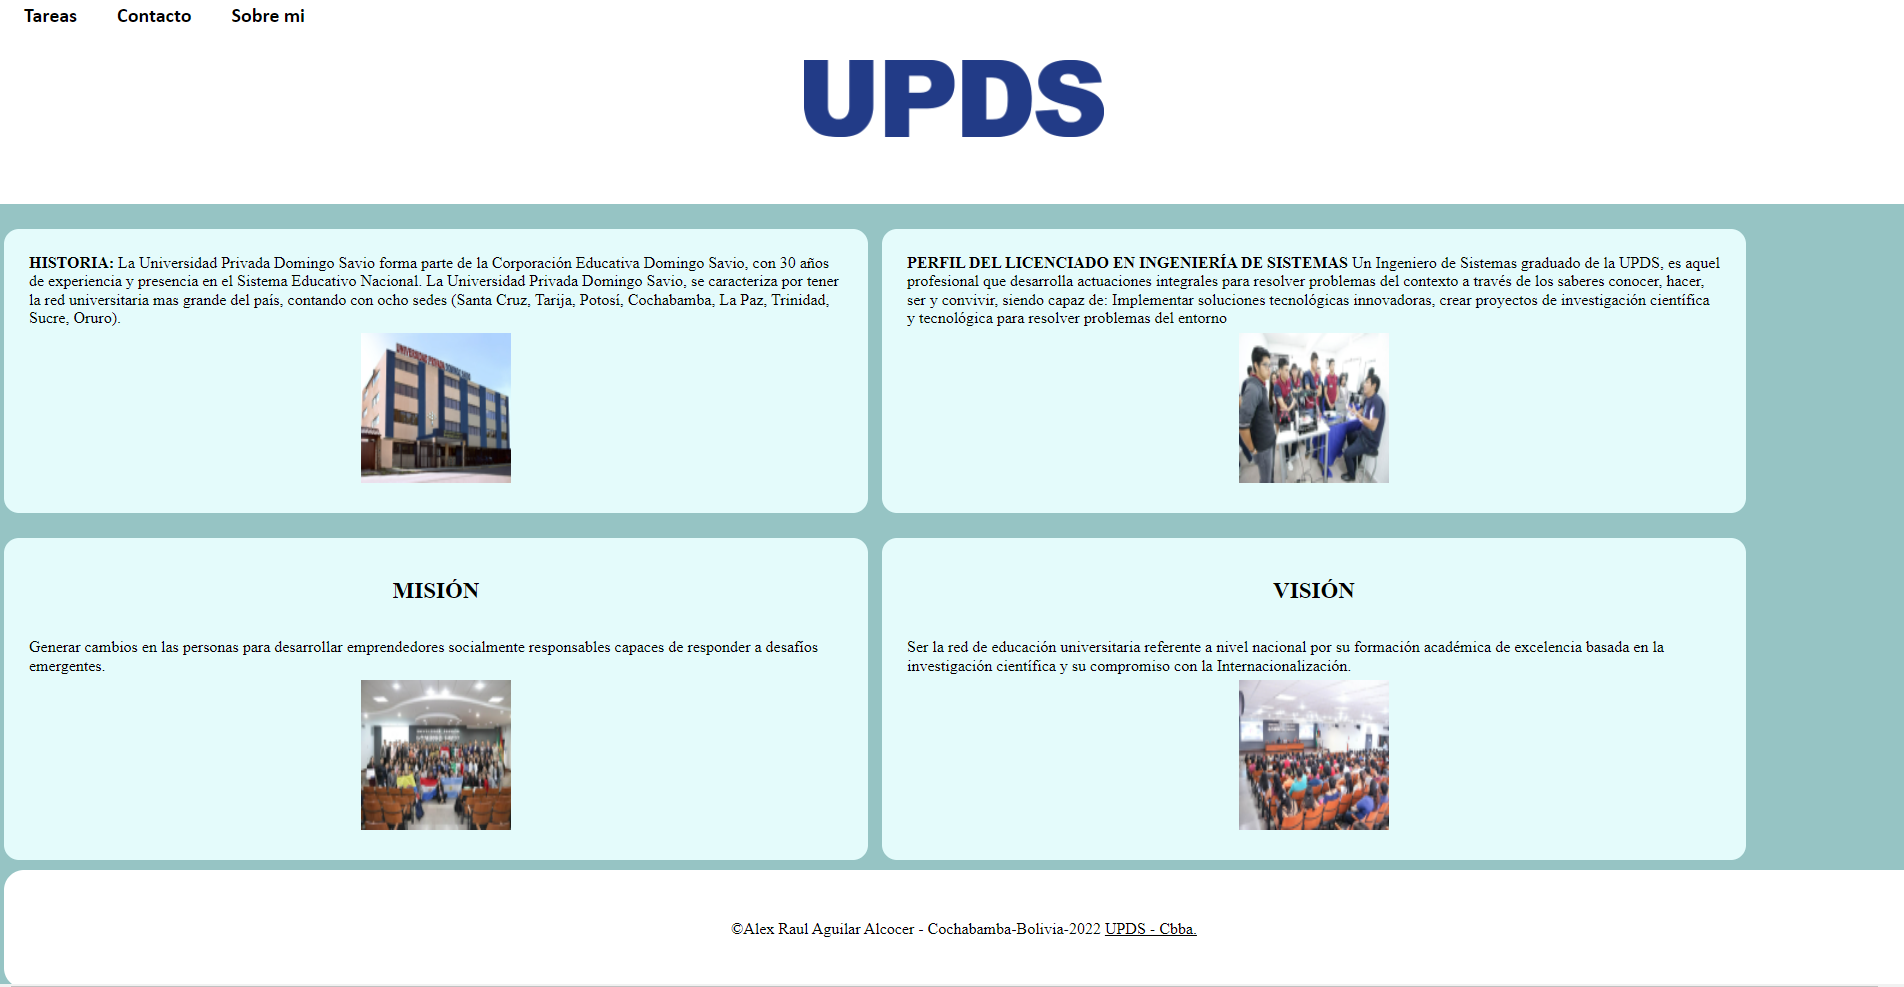 Tareas Contacto Sobre mi
UPDS
HISTORIA: La Universidad Privada Domingo Savio forma parte de la Corporación Educativa Domingo Savio, con 30 años
de experiencia y presencia en el Sistema Educativo Nacional. La Universidad Privada Domingo Savio, se caracteriza por tener
la red universitaria mas grande del país, contando con ocho sedes (Santa Cruz, Tarija, Potosí, Cochabamba, La Paz, Trinidad,
Sucre, Oruro).
UNIVERSIDAD PRIVADA DOMINGO SAVIO
PERFIL DEL LICENCIADO EN INGENIERÍA DE SISTEMAS Un Ingeniero de Sistemas graduado de la UPDS, es aquel
profesional que desarrolla actuaciones integrales para resolver problemas del contexto a través de los saberes conocer, hacer,
ser y convivir, siendo capaz de: Implementar soluciones tecnológicas innovadoras, crear proyectos de investigación científica
y tecnológica para resolver problemas del entorno
MISIÓN
Generar cambios en las personas para desarrollar emprendedores socialmente responsables capaces de responder a desafíos
emergentes.
VISIÓN
Ser la red de educación universitaria referente a nivel nacional por su formación académica de excelencia basada en la
investigación científica y su compromiso con la Internacionalización.
©Alex Raul Aguilar Alcocer - Cochabamba-Bolivia-2022 UPDS - Cbba.